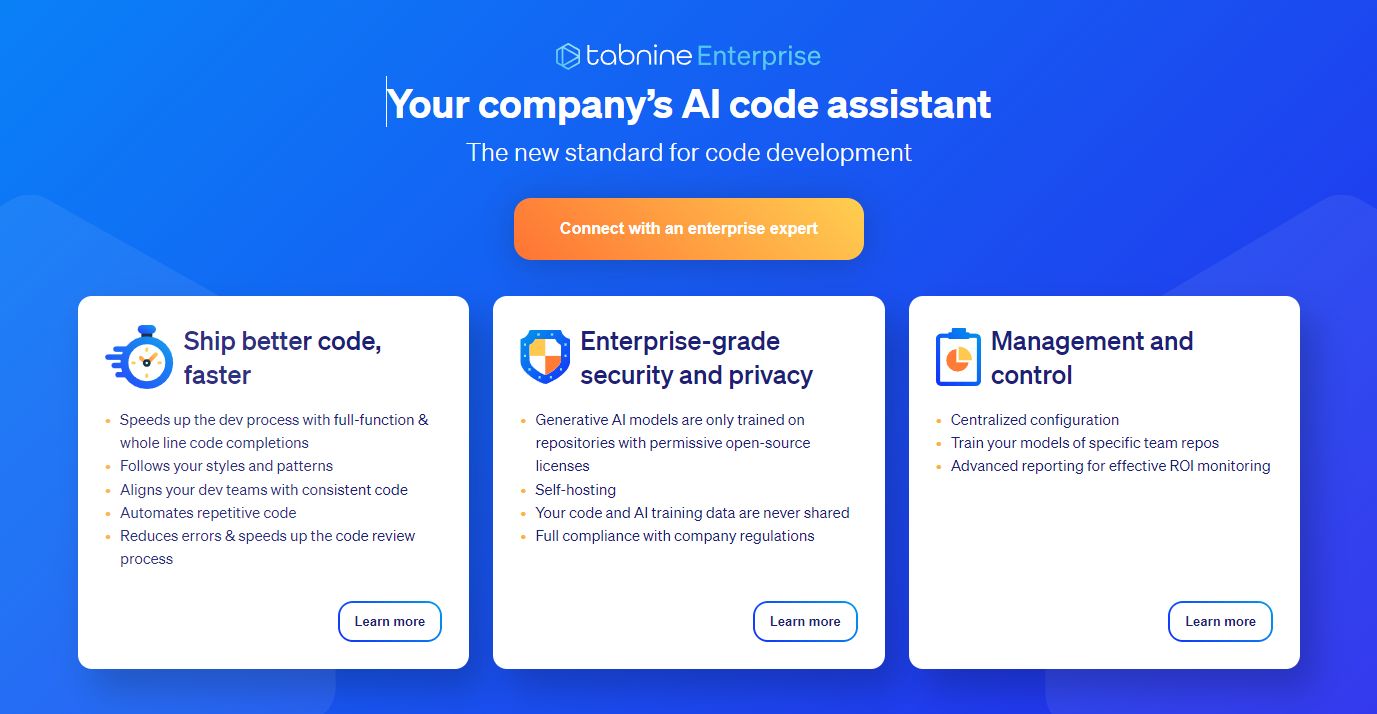 tabnine Enterprise
Your company's AI code assistant
The new standard for code development
Connect with an enterprise expert
Ship better code,
faster
• Speeds up the dev process with full-function &
whole line code completions
• Follows your styles and patterns
• Aligns your dev teams with consistent code
• Automates repetitive code
• Reduces errors & speeds up the code review
process
Learn more
Enterprise-grade
security and privacy
• Generative AI models are only trained on
repositories with permissive open-source
licenses
• Self-hosting
• Your code and AI training data are never shared
• Full compliance with company regulations
Learn more
Management and
control
• Centralized configuration
• Train your models of specific team repos
• Advanced reporting for effective ROI monitoring
Learn more